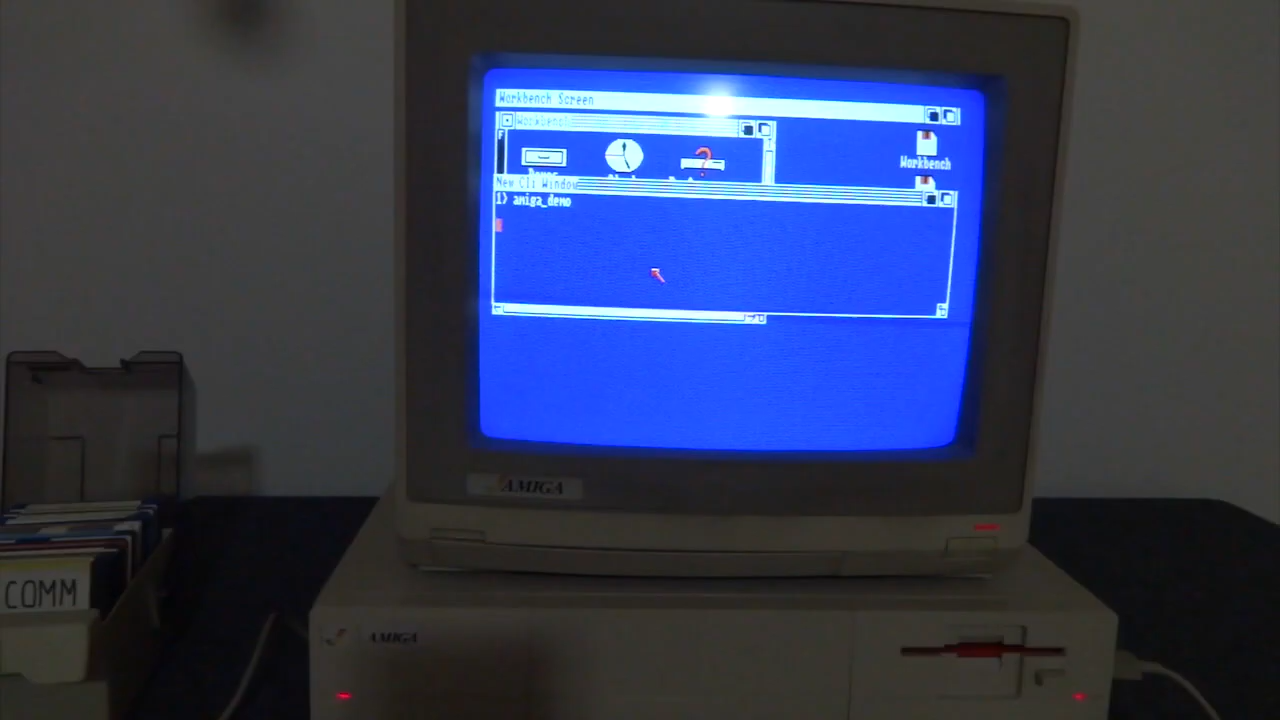 Workbench Screen
Workbench
Workbench
New Cli Window
1> amiga_demo
AMIGA
COMM
AMIGA